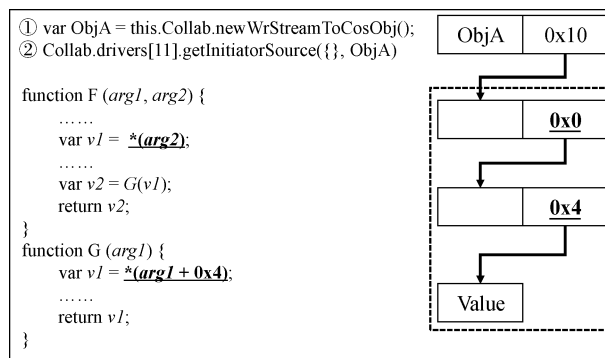 ① var ObjA = this.Collab.newWrStreamToCosObj();
② Collab.drivers[11].getInitiatorSource({}, ObjA)
function F (arg1, arg2) {
……
var v1 = *(arg2);
……
var v2 = G(v1);
return v2;
}
function G (arg1) {
var v1 = *(arg1 + 0x4);
……
return v1;
}
ObjA 0x10
0x0
0x4
Value